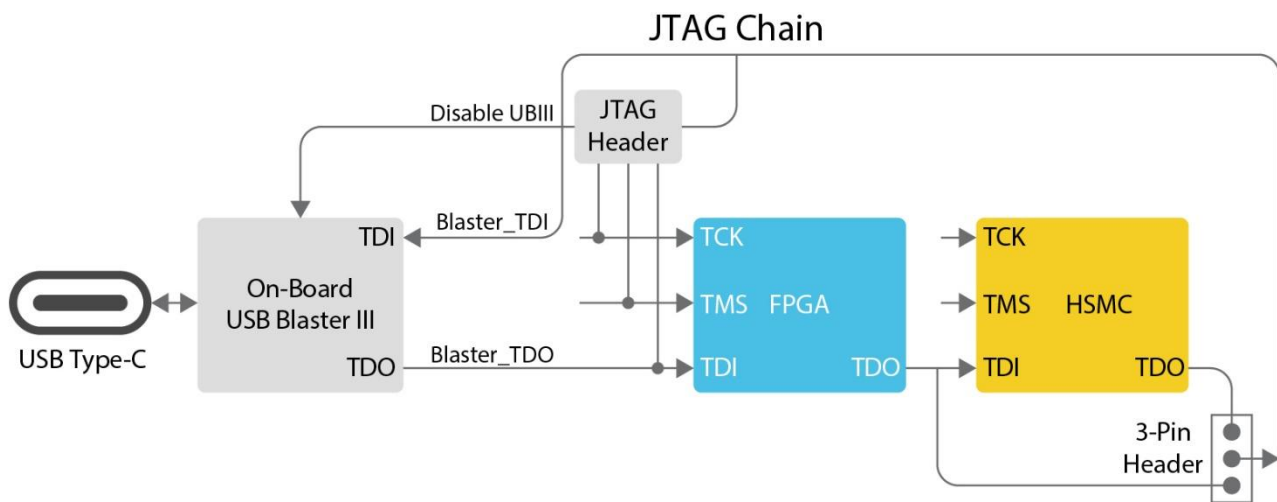 JTAG Chain
Disable UBIII
JTAG
Header
Blaster_TDI
TDI
On-Board
USB Blaster III
TDO
USB Type-C
Blaster_TDO
TCK
TMS FPGA
TDI TDO
TCK
TMS HSMC
TDI TDO
3-Pin
Header